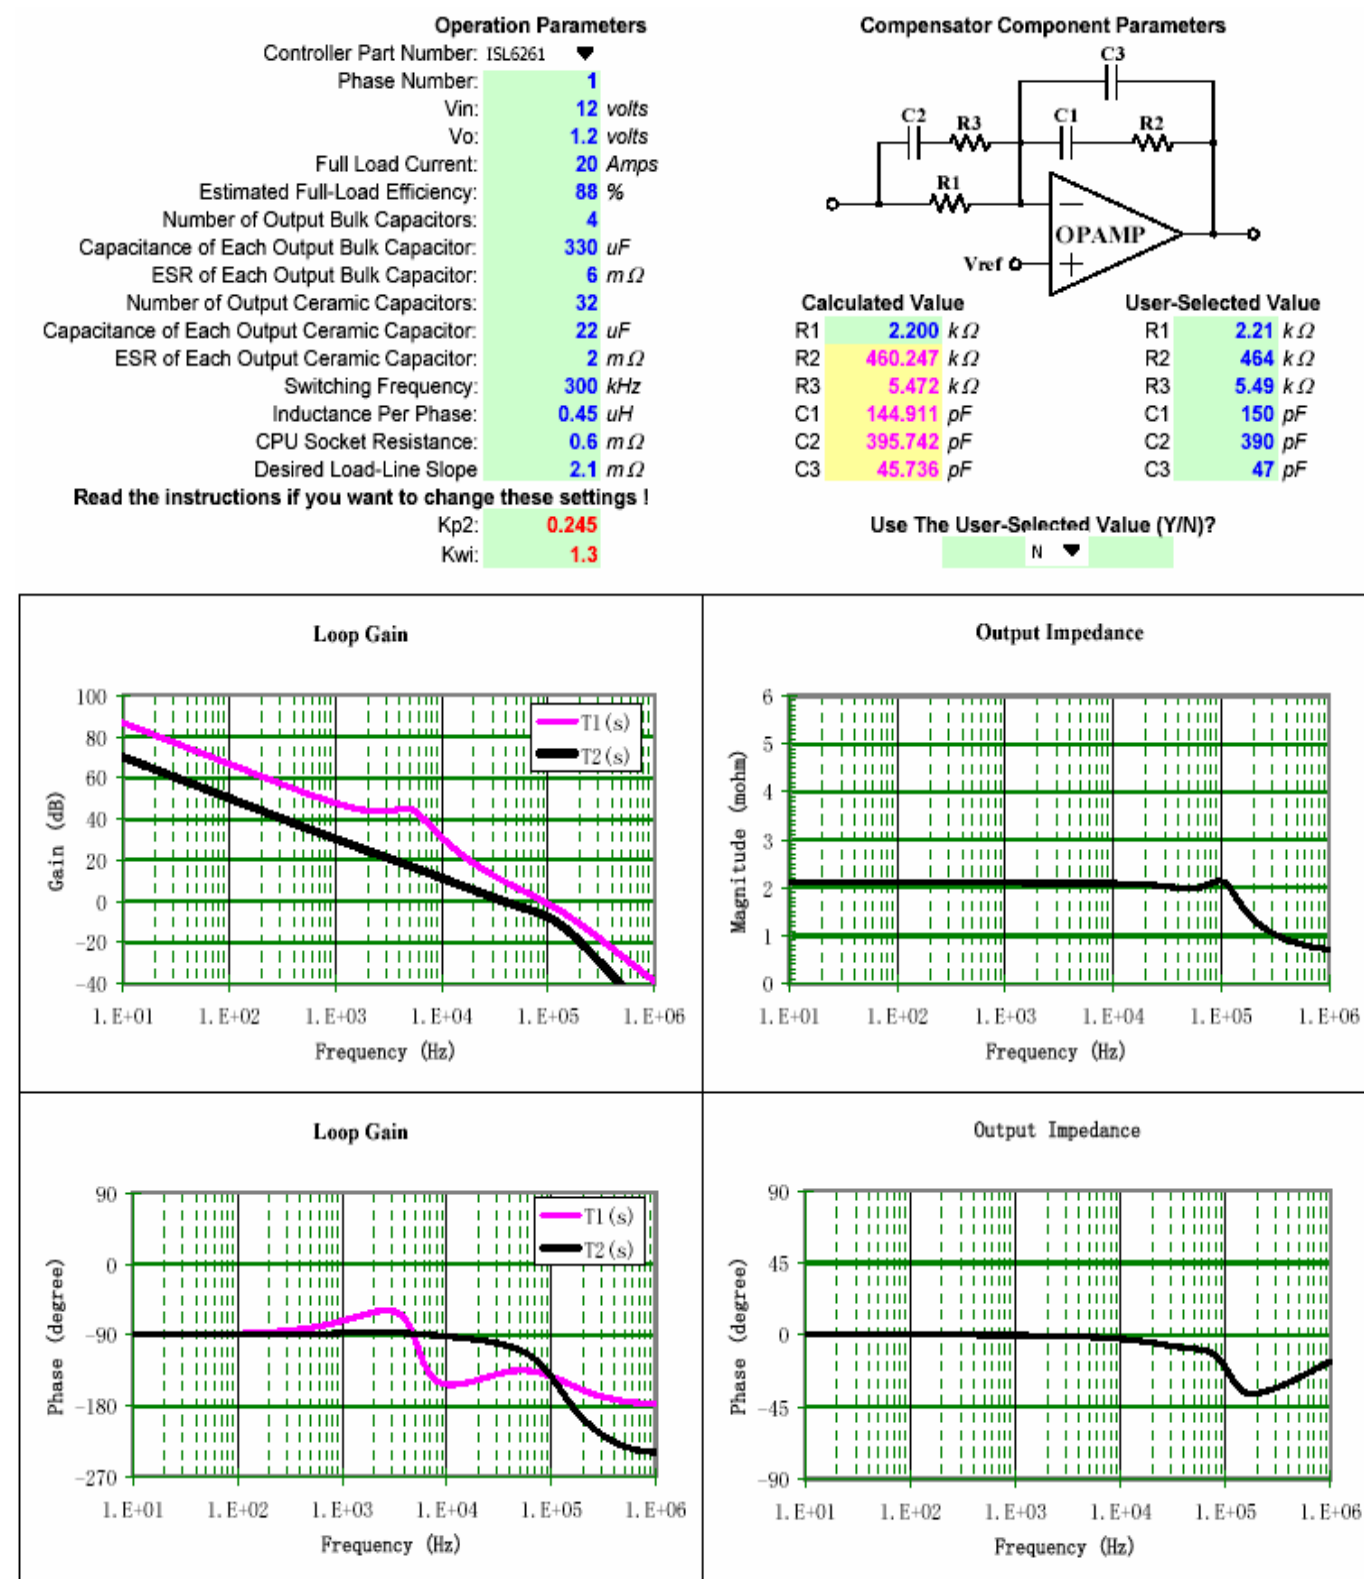 Operation Parameters
Controller Part Number: ISL6261
Phase Number: 1
Vin: 12 volts
Vo: 1.2 volts
Full Load Current: 20 Amps
Estimated Full-Load Efficiency: 88 %
Number of Output Bulk Capacitors: 4
Capacitance of Each Output Bulk Capacitor: 330 uF
ESR of Each Output Bulk Capacitor: 6 mΩ
Number of Output Ceramic Capacitors: 32
Capacitance of Each Output Ceramic Capacitor: 22 uF
ESR of Each Output Ceramic Capacitor: 2 mΩ
Switching Frequency: 300 kHz
Inductance Per Phase: 0.45 uH
CPU Socket Resistance: 0.6 mΩ
Desired Load-Line Slope 2.1 mΩ
Read the instructions if you want to change these settings !
Kp2: 0.245
Kwi: 1.3
Compensator Component Parameters
C3
C2 R3 C1 R2
R1
OPAMP
Vref
−
+
Calculated Value
R1 2.200 kΩ
R2 460.247 kΩ
R3 5.472 kΩ
C1 144.911 pF
C2 395.742 pF
C3 45.736 pF
User-Selected Value
R1 2.21 kΩ
R2 464 kΩ
R3 5.49 kΩ
C1 150 pF
C2 390 pF
C3 47 pF
Use The User-Selected Value (Y/N)?
N
Loop Gain
Gain (dB)
100
80
60
40
20
0
-20
-40
T1(s)
T2(s)
1.E+01 1.E+02 1.E+03 1.E+04 1.E+05 1.E+06
Frequency (Hz)
Output Impedance
Magnitude (mohm)
6
5
4
3
2
1
0
1.E+01 1.E+02 1.E+03 1.E+04 1.E+05 1.E+06
Frequency (Hz)
Loop Gain
Phase (degree)
90
0
-90
-180
-270
T1(s)
T2(s)
1.E+01 1.E+02 1.E+03 1.E+04 1.E+05 1.E+06
Frequency (Hz)
Output Impedance
Phase (degree)
90
45
0
-45
-90
1.E+01 1.E+02 1.E+03 1.E+04 1.E+05 1.E+06
Frequency (Hz)